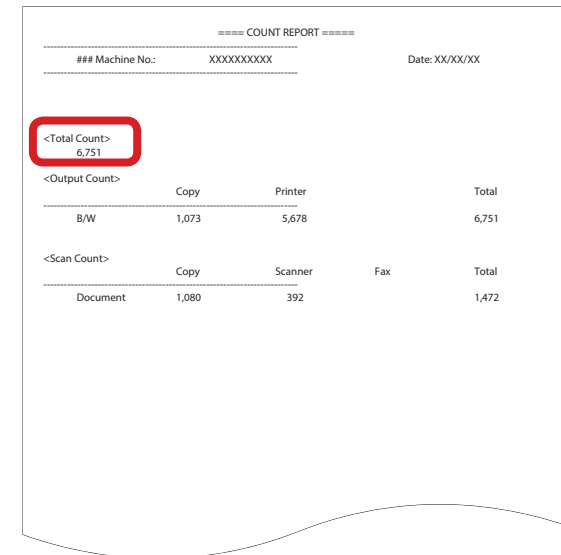 ==== COUNT REPORT =====
### Machine No.: XXXXXXXXXX Date: XX/XX/XX
<Total Count>
6,751
<Output Count>
Copy Printer Total
B/W 1,073 5,678 6,751
<Scan Count>
Copy Scanner Fax Total
Document 1,080 392 1,472